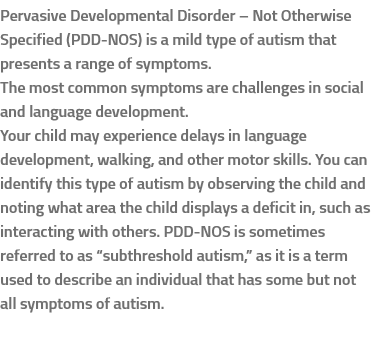 Pervasive Developmental Disorder – Not Otherwise
Specified (PDD-NOS) is a mild type of autism that
presents a range of symptoms.
The most common symptoms are challenges in social
and language development.
Your child may experience delays in language
development, walking, and other motor skills. You can
identify this type of autism by observing the child and
noting what area the child displays a deficit in, such as
interacting with others. PDD-NOS is sometimes
referred to as “subthreshold autism,” as it is a term
used to describe an individual that has some but not
all symptoms of autism.